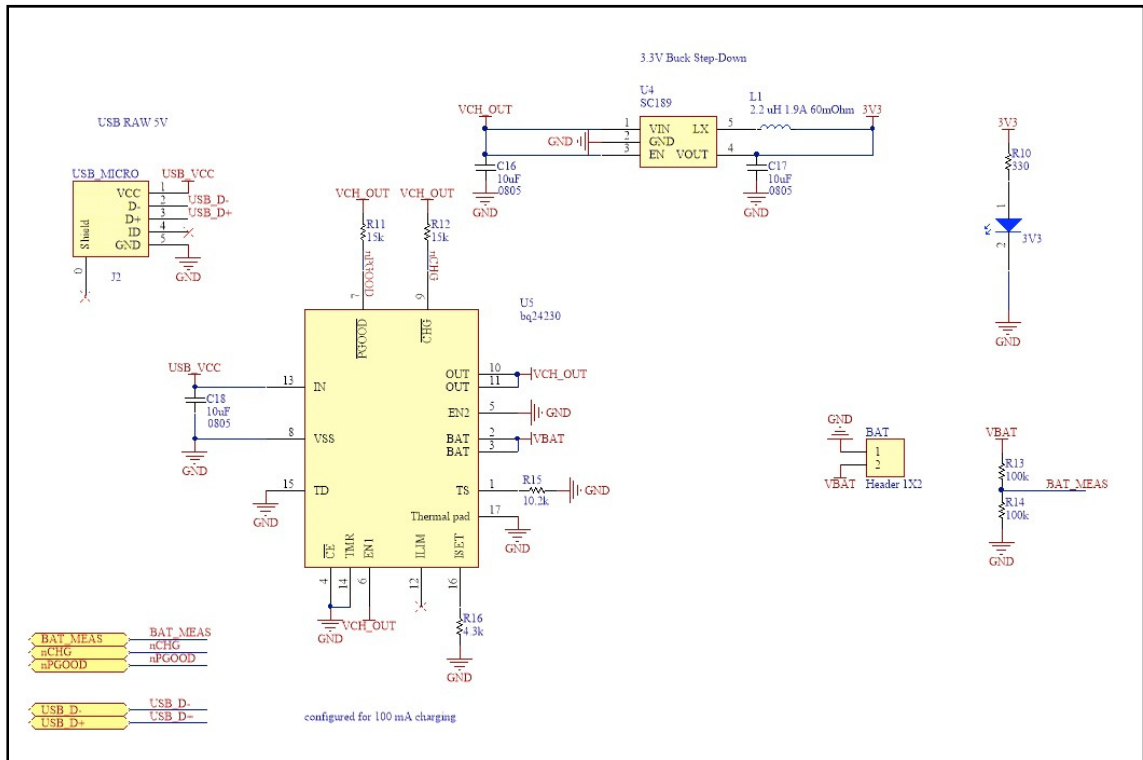 3.3V Buck Step-Down
U4
SC189
VCH_OUT
1 VIN LX 5
GND 2 GND
3 EN VOUT 4
L1
2.2 uH 1.9A 60mOhm
3V3
C16
10uF
0805
GND
C17
10uF
0805
GND
3V3
R10
330
1
2
3V3
GND
USB RAW 5V
USB_MICRO
USB_VCC
VCC 1
D- 2 USB_D-
D+ 3 USB_D+
ID 4
GND 5
Shield
0
J2
GND
VCH_OUT
R11
15k
nPGOOD
7
VCH_OUT
R12
15k
nCHG
9
U5
bq24230
PGOOD
CHG
USB_VCC
13 IN
C18
10uF
0805
8 VSS
GND
15 TD
GND
OUT 10 VCH_OUT
OUT 11
EN2 5 GND
BAT 2 VBAT
BAT 3
TS 1
R15
10.2k
GND
Thermal pad 17
GND
CE
TMR
EN1
ILIM
ISET
4
14
6
12
16
GND
VCH_OUT
R16
4.3k
GND
GND
BAT
1
2
VBAT
Header 1X2
VBAT
R13
100k
BAT_MEAS
R14
100k
GND
BAT_MEAS BAT_MEAS
nCHG nCHG
nPGOOD nPGOOD
USB_D- USB_D-
USB_D+ USB_D+
configured for 100 mA charging